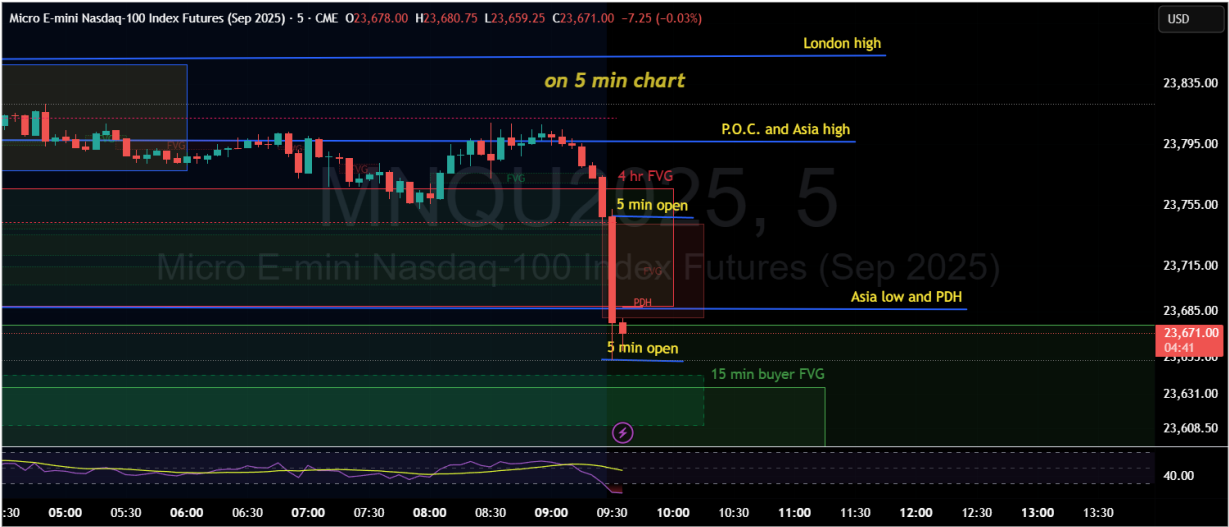 Micro E-mini Nasdaq-100 Index Futures (Sep 2025) · 5 · CME O23,678.00 H23,680.75 L23,659.25 C23,671.00 −7.25 (−0.03%)
USD
London high
on 5 min chart
23,835.00
P.O.C. and Asia high
23,795.00
FVG
4 hr FVG
FVG
MNQU2025, 5
5 min open
23,755.00
Micro E-mini Nasdaq-100 Index Futures (Sep 2025)
FVG
23,715.00
PDH
Asia low and PDH
23,685.00
23,671.00
04:41
5 min open
15 min buyer FVG
23,631.00
23,608.50
40.00
:30 05:00 05:30 06:00 06:30 07:00 07:30 08:00 08:30 09:00 09:30 10:00 10:30 11:00 11:30 12:00 12:30 13:00 13:30